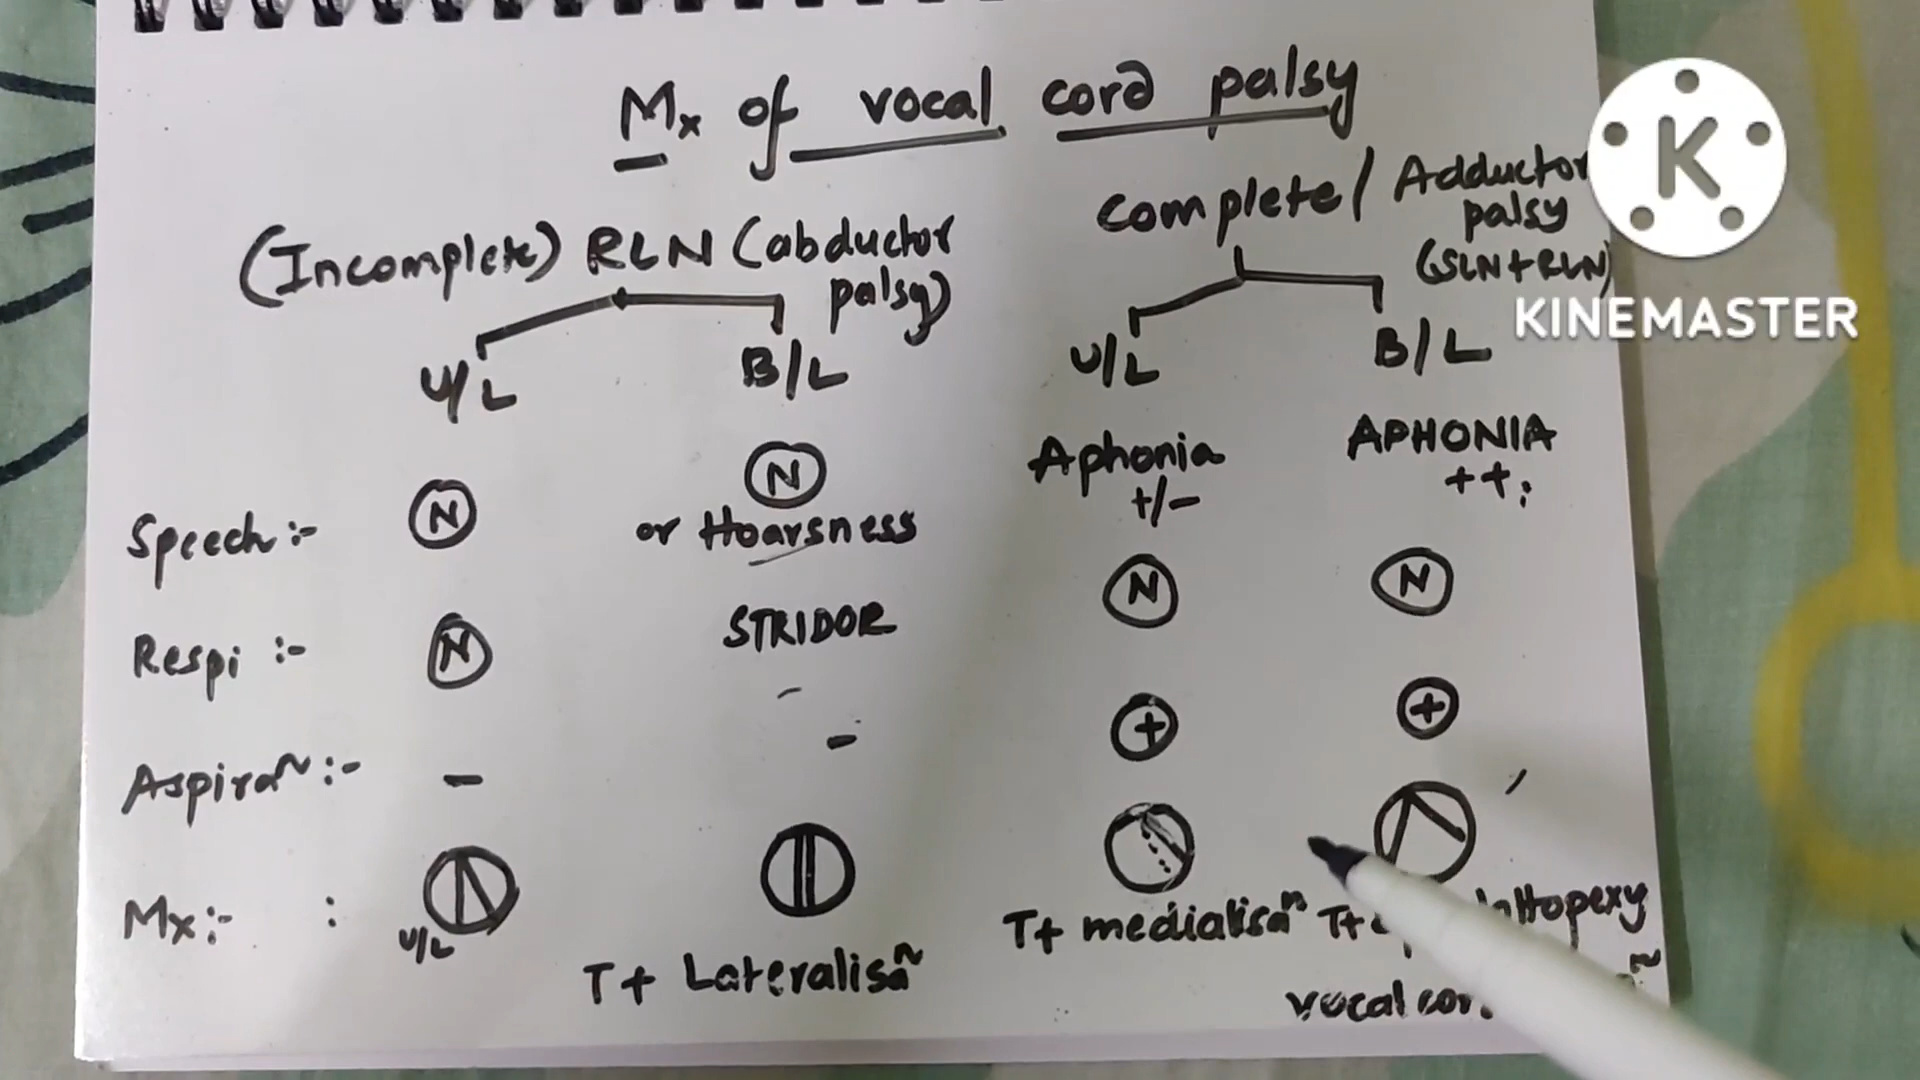 Mx of vocal cord palsy
(Incomplete) RLN (abductor palsy)
Complete / Adductor palsy (SLN+RLN)
U/L B/L U/L B/L
Speech :- N N or Hoarsness Aphonia +/- APHONIA ++
Respi :- N STRIDOR N N
Aspiraⁿ :- - - + +
Mx :- : U/L
T+ Lateralisaⁿ T+ medialisaⁿ T+
vocal
K
KINEMASTER